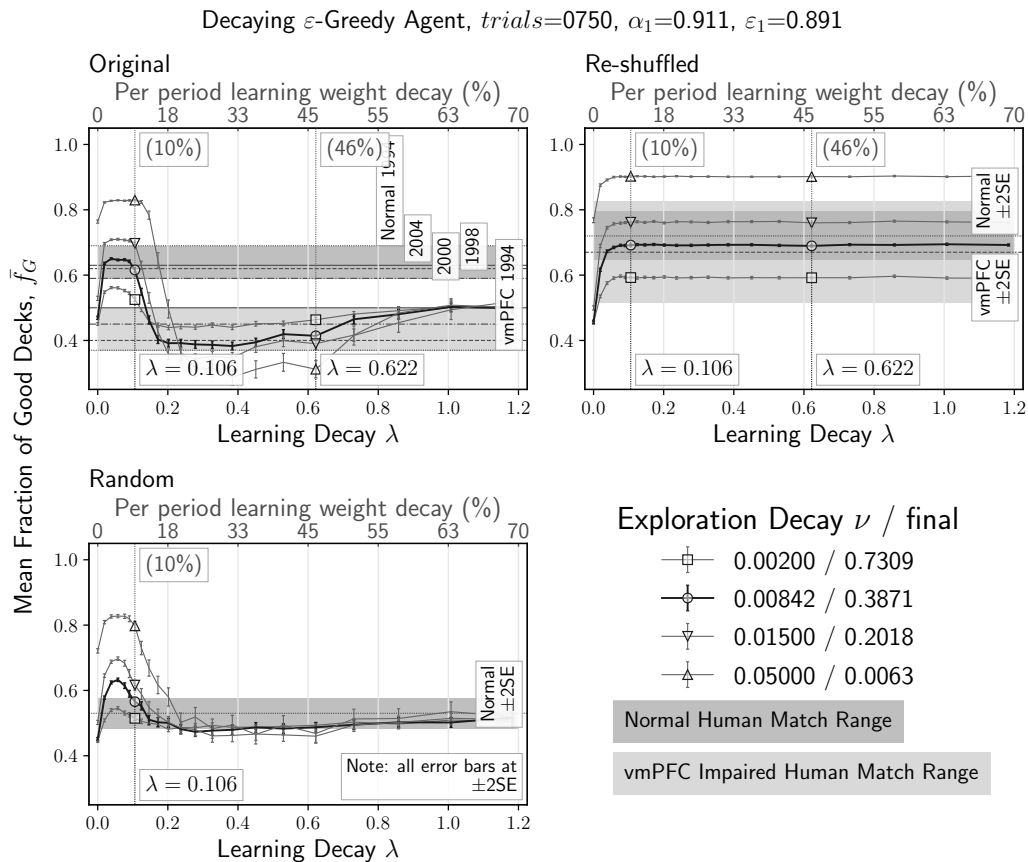 Decaying ε-Greedy Agent, trials=0750, α₁=0.911, ε₁=0.891
Original
Per period learning weight decay (%)
0 18 33 45 55 63 70
(10%)
(46%)
Normal 1994
2004
2000
1998
vmPFC 1994
1.0
0.8
0.6
0.4
λ = 0.106
λ = 0.622
0.0 0.2 0.4 0.6 0.8 1.0 1.2
Learning Decay λ
Re-shuffled
Per period learning weight decay (%)
0 18 33 45 55 63 70
(10%)
(46%)
Normal
±2SE
vmPFC
±2SE
1.0
0.8
0.6
0.4
λ = 0.106
λ = 0.622
0.0 0.2 0.4 0.6 0.8 1.0 1.2
Learning Decay λ
Mean Fraction of Good Decks, f̄_G
Random
Per period learning weight decay (%)
0 18 33 45 55 63 70
(10%)
1.0
0.8
0.6
0.4
Normal
±2SE
λ = 0.106
Note: all error bars at
±2SE
0.0 0.2 0.4 0.6 0.8 1.0 1.2
Learning Decay λ
Exploration Decay ν / final
0.00200 / 0.7309
0.00842 / 0.3871
0.01500 / 0.2018
0.05000 / 0.0063
Normal Human Match Range
vmPFC Impaired Human Match Range